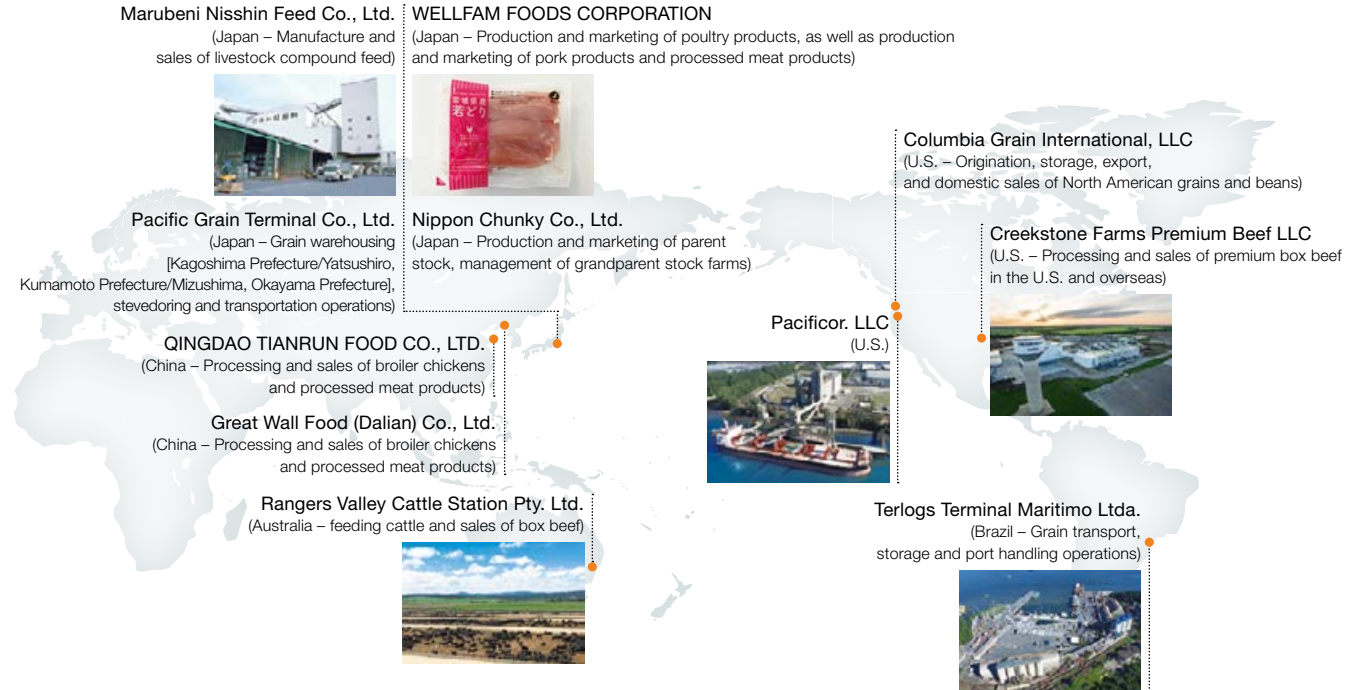 Marubeni Nisshin Feed Co., Ltd.
(Japan – Manufacture and
sales of livestock compound feed)
WELLFAM FOODS CORPORATION
(Japan – Production and marketing of poultry products, as well as production
and marketing of pork products and processed meat products)
宮城県産
若どり
Pacific Grain Terminal Co., Ltd.
(Japan – Grain warehousing
[Kagoshima Prefecture/Yatsushiro,
Kumamoto Prefecture/Mizushima, Okayama Prefecture],
stevedoring and transportation operations)
Nippon Chunky Co., Ltd.
(Japan – Production and marketing of parent
stock, management of grandparent stock farms)
QINGDAO TIANRUN FOOD CO., LTD.
(China – Processing and sales of broiler chickens
and processed meat products)
Great Wall Food (Dalian) Co., Ltd.
(China – Processing and sales of broiler chickens
and processed meat products)
Rangers Valley Cattle Station Pty. Ltd.
(Australia – feeding cattle and sales of box beef)
Columbia Grain International, LLC
(U.S. – Origination, storage, export,
and domestic sales of North American grains and beans)
Creekstone Farms Premium Beef LLC
(U.S. – Processing and sales of premium box beef
in the U.S. and overseas)
Pacificor. LLC
(U.S.)
Terlogs Terminal Maritimo Ltda.
(Brazil – Grain transport,
storage and port handling operations)